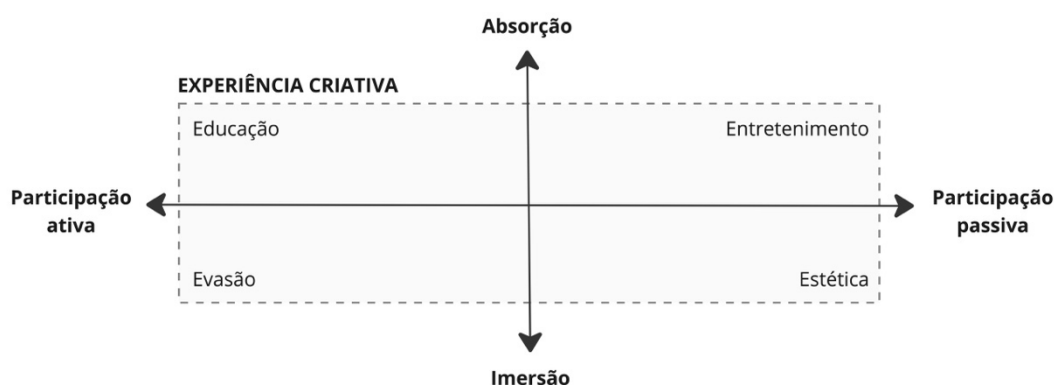 Absorção
EXPERIÊNCIA CRIATIVA
Educação
Entretenimento
Participação
ativa
Participação
passiva
Evasão
Estética
Imersão